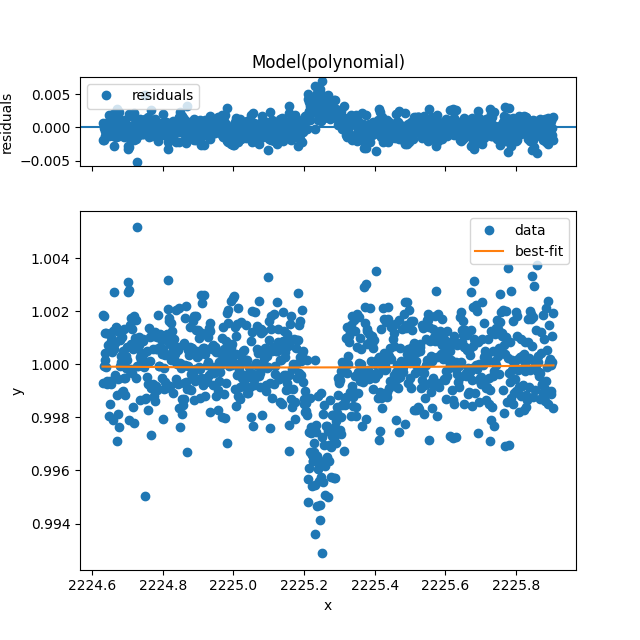 Model(polynomial)
residuals
0.005
0.000
−0.005
residuals
data
best-fit
1.004
1.002
1.000
0.998
0.996
0.994
y
2224.6 2224.8 2225.0 2225.2 2225.4 2225.6 2225.8
x